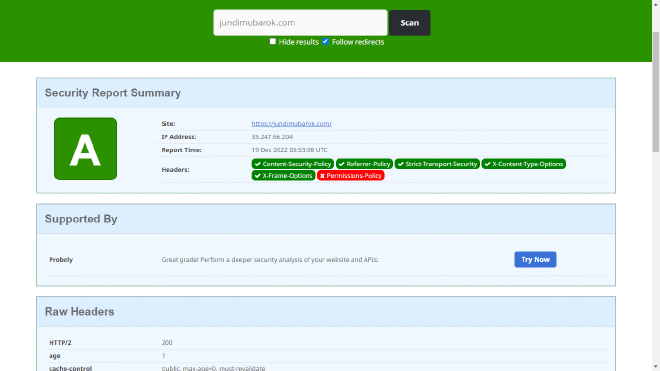 jundimubarok.com Scan
Hide results Follow redirects
Security Report Summary
A
Site: https://jundimubarok.com/
IP Address: 35.247.66.204
Report Time: 19 Dec 2022 03:53:08 UTC
Headers: Content-Security-Policy Referrer-Policy Strict-Transport-Security X-Content-Type-Options
X-Frame-Options Permissions-Policy
Supported By
Probely Great grade! Perform a deeper security analysis of your website and APIs: Try Now
Raw Headers
HTTP/2 200
age 1
cache-control public, max-age=0, must-revalidate